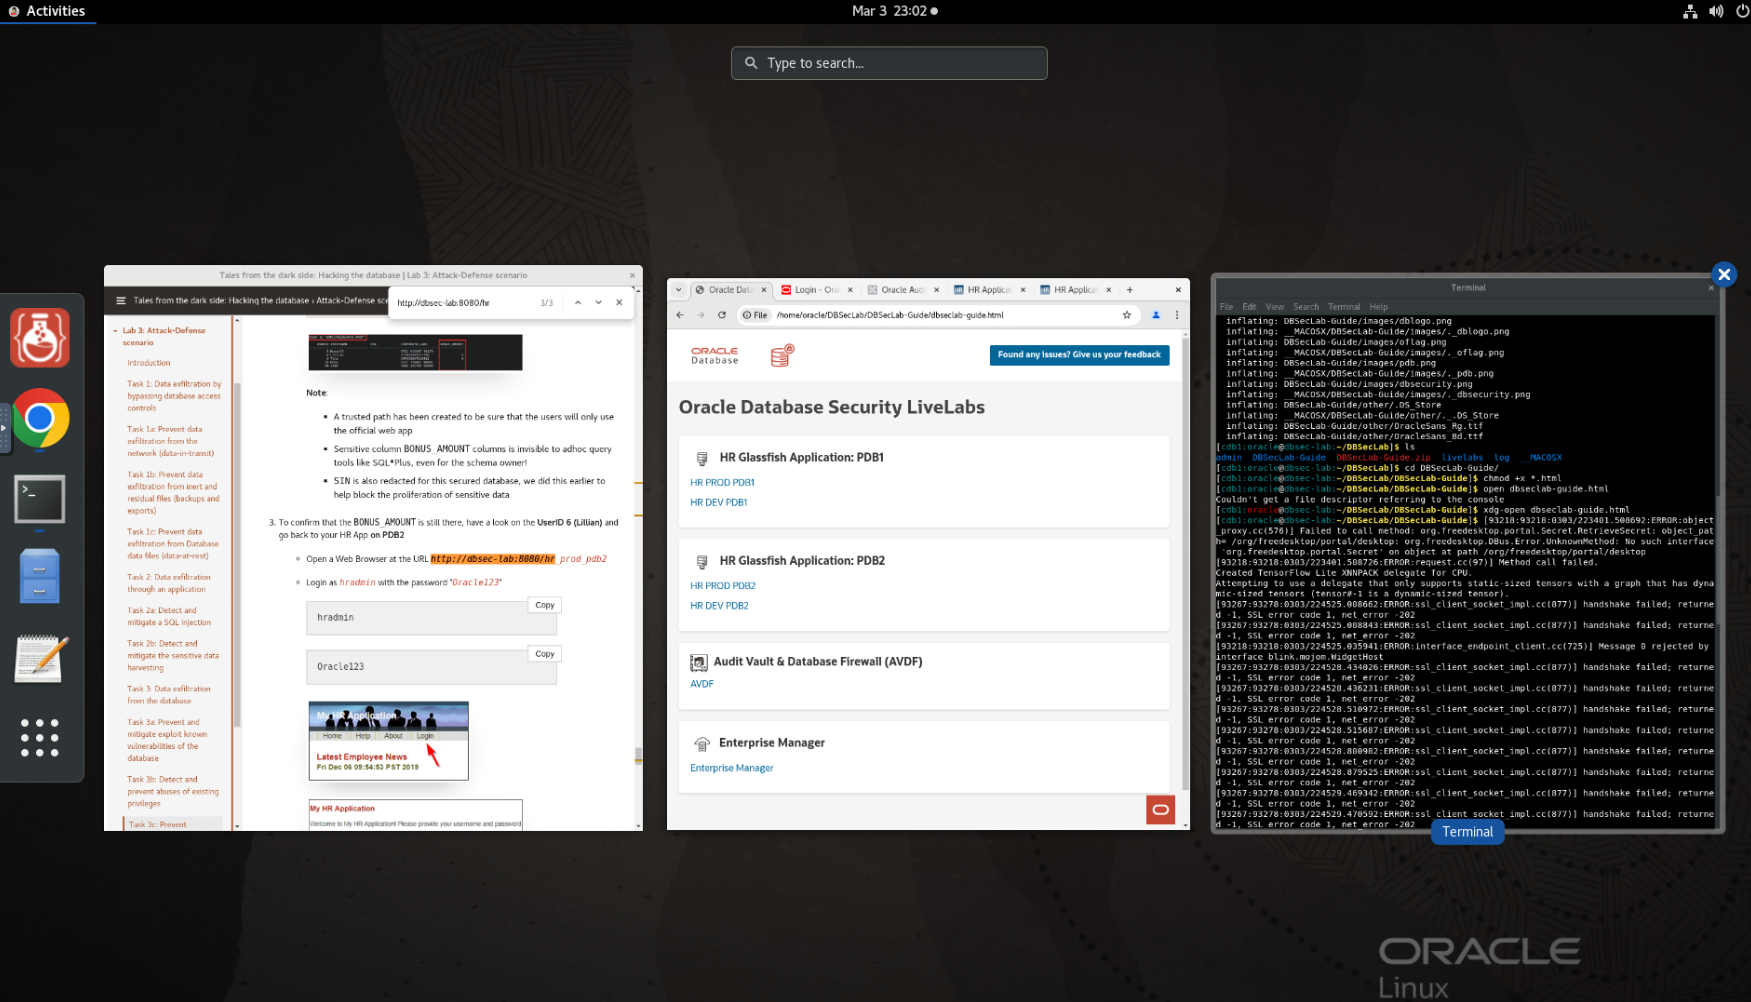 Activities
Mar 3 23:02
Type to search...
Tales from the dark side: Hacking the database | Lab 3: Attack-Defense scenario
Tales from the dark side: Hacking the database › Attack-Defense sce
http://dbsec-lab:8080/hr
3/3
Lab 3: Attack-Defense
scenario
Introduction
Task 1: Data exfiltration by
bypassing database access
controls
Task 1a: Prevent data
exfiltration from the
network (data-in-transit)
Task 1b: Prevent data
exfiltration from inert and
residual files (backups and
exports)
Task 1c: Prevent data
exfiltration from Database
data files (data-at-rest)
Task 2: Data exfiltration
through an application
Task 2a: Detect and
mitigate a SQL injection
Task 2b: Detect and
mitigate the sensitive data
harvesting
Task 3: Data exfiltration
from the database
Task 3a: Prevent and
mitigate exploit known
vulnerabilities of the
database
Task 3b: Detect and
prevent abuses of existing
privileges
Task 3c: Prevent
Note:
• A trusted path has been created to be sure that the users will only use
the official web app
• Sensitive column BONUS_AMOUNT columns is invisible to adhoc query
tools like SQL*Plus, even for the schema owner!
• SIN is also redacted for this secured database, we did this earlier to
help block the proliferation of sensitive data
3. To confirm that the BONUS_AMOUNT is still there, have a look on the UserID 6 (Lillian) and
go back to your HR App on PDB2
Open a Web Browser at the URL http://dbsec-lab:8080/hr_prod_pdb2
Login as hradmin with the password "Oracle123"
Copy
hradmin
Copy
Oracle123
My HR Application
Home Help About Login
Latest Employee News
Fri Dec 06 09:54:53 PST 2019
My HR Application
Welcome to My HR Application! Please provide your username and password
Oracle Data
Login - Ora
Oracle Aud
HR Applicat
HR Applicat
File
/home/oracle/DBSecLab/DBSecLab-Guide/dbseclab-guide.html
ORACLE
Database
Found any issues? Give us your feedback
Oracle Database Security LiveLabs
HR Glassfish Application: PDB1
HR PROD PDB1
HR DEV PDB1
HR Glassfish Application: PDB2
HR PROD PDB2
HR DEV PDB2
Audit Vault & Database Firewall (AVDF)
AVDF
Enterprise Manager
Enterprise Manager
Terminal
File Edit View Search Terminal Help
inflating: DBSecLab-Guide/images/dblogo.png
inflating: __MACOSX/DBSecLab-Guide/images/._dblogo.png
inflating: DBSecLab-Guide/images/oflag.png
inflating: __MACOSX/DBSecLab-Guide/images/._oflag.png
inflating: DBSecLab-Guide/images/pdb.png
inflating: __MACOSX/DBSecLab-Guide/images/._pdb.png
inflating: DBSecLab-Guide/images/dbsecurity.png
inflating: __MACOSX/DBSecLab-Guide/images/._dbsecurity.png
inflating: DBSecLab-Guide/other/.DS_Store
inflating: __MACOSX/DBSecLab-Guide/other/._.DS_Store
inflating: DBSecLab-Guide/other/OracleSans_Rg.ttf
inflating: DBSecLab-Guide/other/OracleSans_Bd.ttf
[cdb1:oracle@dbsec-lab:~/DBSecLab]$ ls
admin DBSecLab-Guide DBSecLab-Guide.zip livelabs log __MACOSX
[cdb1:oracle@dbsec-lab:~/DBSecLab]$ cd DBSecLab-Guide/
[cdb1:oracle@dbsec-lab:~/DBSecLab/DBSecLab-Guide]$ chmod +x *.html
[cdb1:oracle@dbsec-lab:~/DBSecLab/DBSecLab-Guide]$ open dbseclab-guide.html
Couldn't get a file descriptor referring to the console
[cdb1:oracle@dbsec-lab:~/DBSecLab/DBSecLab-Guide]$ xdg-open dbseclab-guide.html
[cdb1:oracle@dbsec-lab:~/DBSecLab/DBSecLab-Guide]$ [93218:93218:0303/223401.508692:ERROR:object
_proxy.cc(576)] Failed to call method: org.freedesktop.portal.Secret.RetrieveSecret: object_pat
h= /org/freedesktop/portal/desktop: org.freedesktop.DBus.Error.UnknownMethod: No such interface
'org.freedesktop.portal.Secret' on object at path /org/freedesktop/portal/desktop
[93218:93218:0303/223401.508726:ERROR:request.cc(97)] Method call failed.
Created TensorFlow Lite XNNPACK delegate for CPU.
Attempting to use a delegate that only supports static-sized tensors with a graph that has dyna
mic-sized tensors (tensor#-1 is a dynamic-sized tensor).
[93267:93278:0303/224525.008662:ERROR:ssl_client_socket_impl.cc(877)] handshake failed; returne
d -1, SSL error code 1, net_error -202
[93267:93278:0303/224525.008843:ERROR:ssl_client_socket_impl.cc(877)] handshake failed; returne
d -1, SSL error code 1, net_error -202
[93218:93218:0303/224525.035941:ERROR:interface_endpoint_client.cc(725)] Message 0 rejected by
interface blink.mojom.WidgetHost
[93267:93278:0303/224528.434026:ERROR:ssl_client_socket_impl.cc(877)] handshake failed; returne
d -1, SSL error code 1, net_error -202
[93267:93278:0303/224528.436231:ERROR:ssl_client_socket_impl.cc(877)] handshake failed; returne
d -1, SSL error code 1, net_error -202
[93267:93278:0303/224528.510972:ERROR:ssl_client_socket_impl.cc(877)] handshake failed; returne
d -1, SSL error code 1, net_error -202
[93267:93278:0303/224528.515687:ERROR:ssl_client_socket_impl.cc(877)] handshake failed; returne
d -1, SSL error code 1, net_error -202
[93267:93278:0303/224528.800982:ERROR:ssl_client_socket_impl.cc(877)] handshake failed; returne
d -1, SSL error code 1, net_error -202
[93267:93278:0303/224528.879525:ERROR:ssl_client_socket_impl.cc(877)] handshake failed; returne
d -1, SSL error code 1, net_error -202
[93267:93278:0303/224529.469342:ERROR:ssl_client_socket_impl.cc(877)] handshake failed; returne
d -1, SSL error code 1, net_error -202
[93267:93278:0303/224529.470592:ERROR:ssl_client_socket_impl.cc(877)] handshake failed; returne
d -1, SSL error code 1, net_error -202
Terminal
ORACLE
Linux